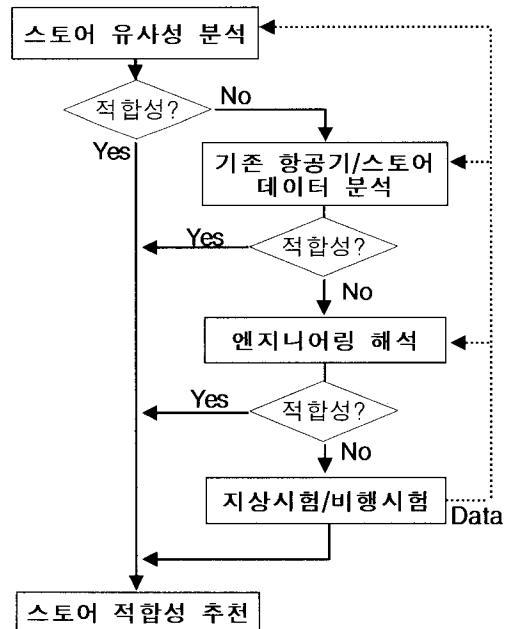 스토어 유사성 분석
적합성?
No
Yes
기존 항공기/스토어
데이터 분석
Yes
적합성?
No
엔지니어링 해석
Yes
적합성?
No
지상시험/비행시험
Data
스토어 적합성 추천